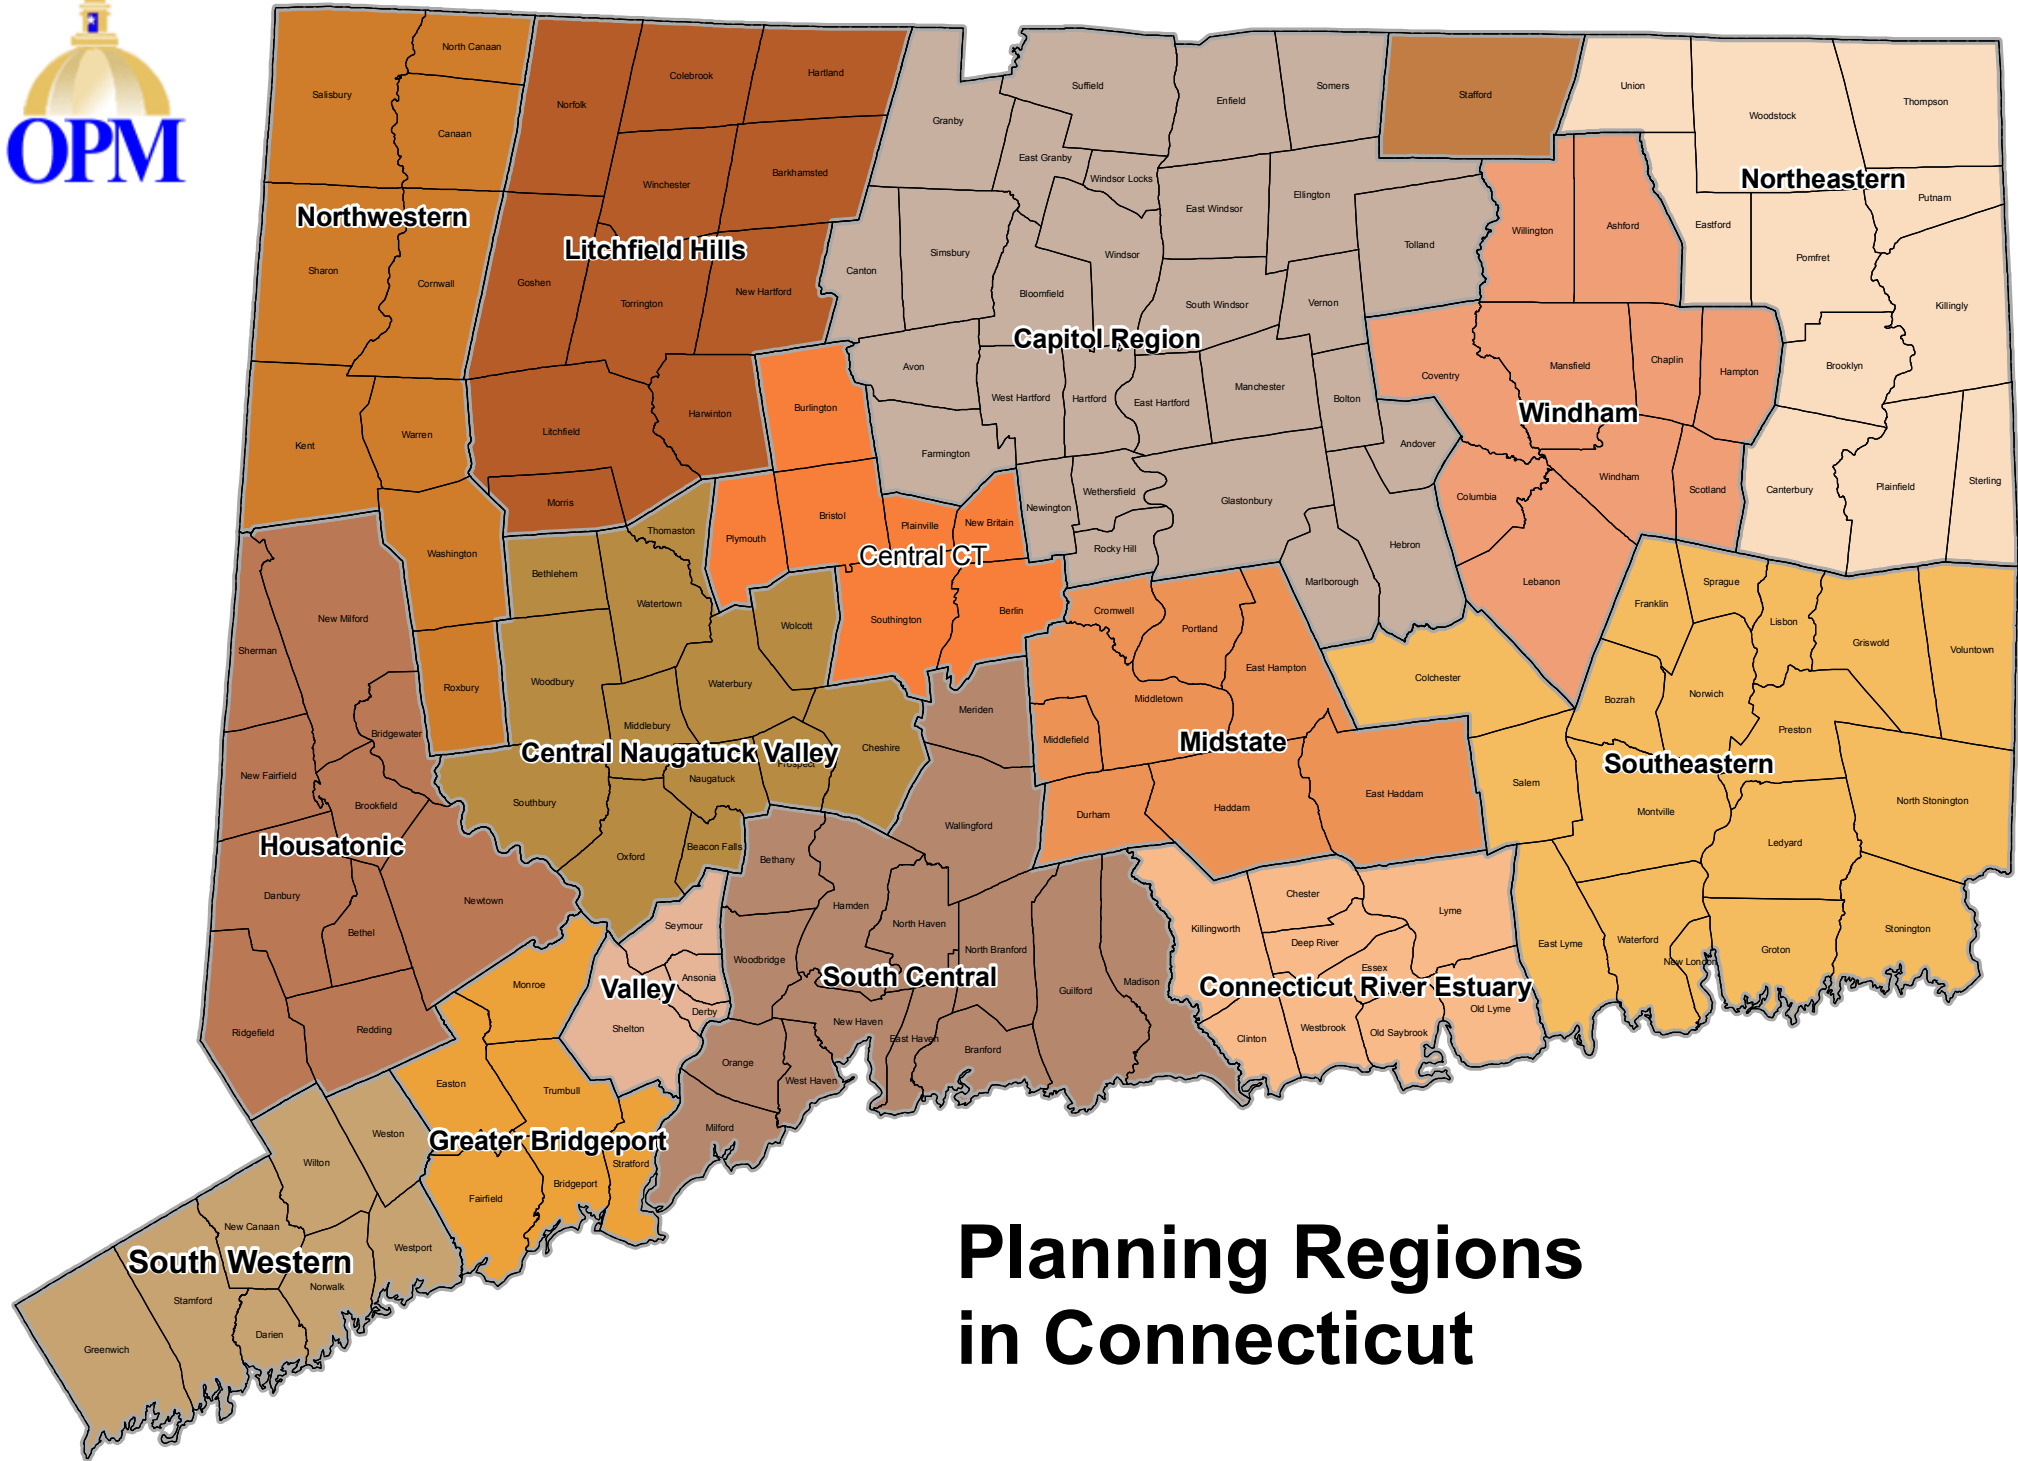 OPM
North Canaan
Colebrook
Hartland
Salisbury
Norfolk
Canaan
Granby
Suffield
Enfield
Somers
Stafford
Union
Woodstock
Thompson
East Granby
Windsor Locks
Winchester
Barkhamsted
Northeastern
Putnam
Northwestern
Litchfield Hills
Sharon
Cornwall
Goshen
Torrington
New Hartford
Canton
Simsbury
Bloomfield
Windsor
East Windsor
Ellington
South Windsor
Vernon
Tolland
Willington
Ashford
Eastford
Pomfret
Killingly
Capitol Region
Avon
West Hartford
Hartford
East Hartford
Manchester
Bolton
Coventry
Mansfield
Chaplin
Hampton
Brooklyn
Windham
Kent
Warren
Litchfield
Harwinton
Burlington
Farmington
Andover
Morris
Thomaston
Plymouth
Bristol
Plainville
New Britain
Newington
Wethersfield
Glastonbury
Rocky Hill
Columbia
Windham
Scotland
Canterbury
Plainfield
Sterling
Central CT
Washington
Bethlehem
Watertown
Wolcott
Southington
Berlin
Cromwell
Portland
Marlborough
Hebron
Lebanon
Franklin
Sprague
Lisbon
Griswold
Voluntown
New Milford
Sherman
Roxbury
Woodbury
Waterbury
Middlebury
Meriden
Middletown
East Hampton
Colchester
Bozrah
Norwich
Preston
Bridgewater
Central Naugatuck Valley
Cheshire
Prospect
Naugatuck
Middlefield
Midstate
Southeastern
New Fairfield
Brookfield
Southbury
Wallingford
Durham
Haddam
East Haddam
Salem
Montville
North Stonington
Housatonic
Oxford
Beacon Falls
Bethany
Ledyard
Danbury
Newtown
Bethel
Seymour
Hamden
North Haven
North Branford
Killingworth
Chester
Lyme
Deep River
Essex
East Lyme
Waterford
New London
Groton
Stonington
Woodbridge
Ansonia
Valley
South Central
Madison
Guilford
Connecticut River Estuary
Monroe
Derby
Shelton
New Haven
East Haven
Branford
Clinton
Westbrook
Old Saybrook
Old Lyme
Ridgefield
Redding
Orange
West Haven
Easton
Trumbull
Milford
Weston
Wilton
Greater Bridgeport
Stratford
Bridgeport
Fairfield
New Canaan
Westport
South Western
Norwalk
Stamford
Darien
Greenwich
Planning Regions
in Connecticut